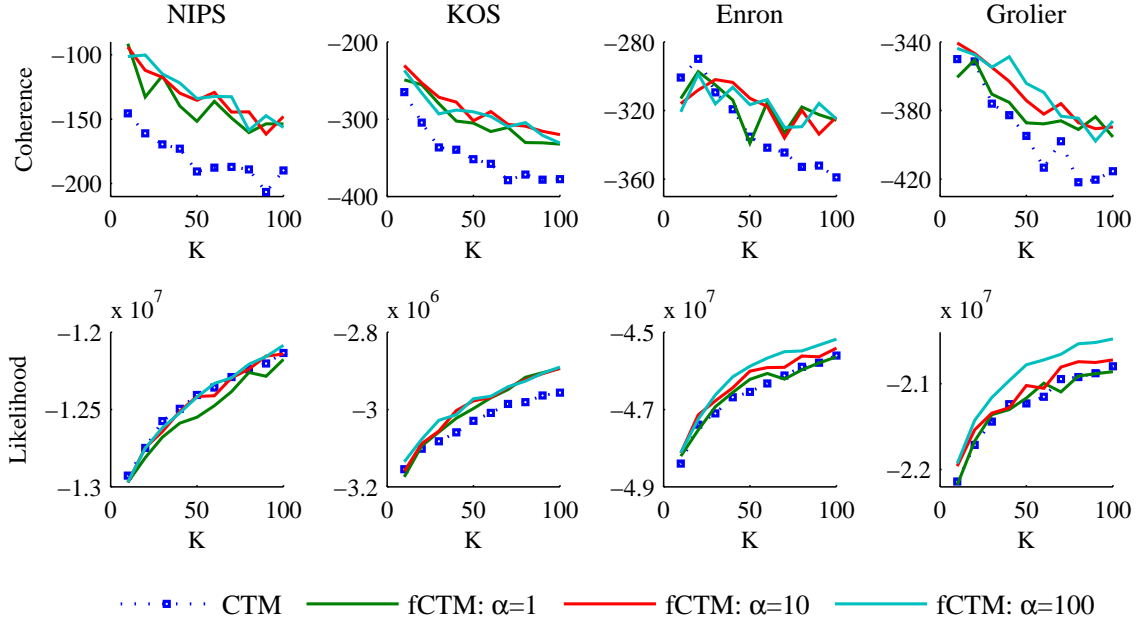 NIPS KOS Enron Grolier
Coherence
−100 −150 −200
0 50 100
K
−200 −300 −400
0 50 100
K
−280 −320 −360
0 50 100
K
−340 −380 −420
0 50 100
K
Likelihood
x 10^7
−1.2 −1.25 −1.3
0 50 100
K
x 10^6
−2.8 −3 −3.2
0 50 100
K
x 10^7
−4.5 −4.7 −4.9
0 50 100
K
x 10^7
−2.1 −2.2
0 50 100
K
CTM fCTM: α=1 fCTM: α=10 fCTM: α=100